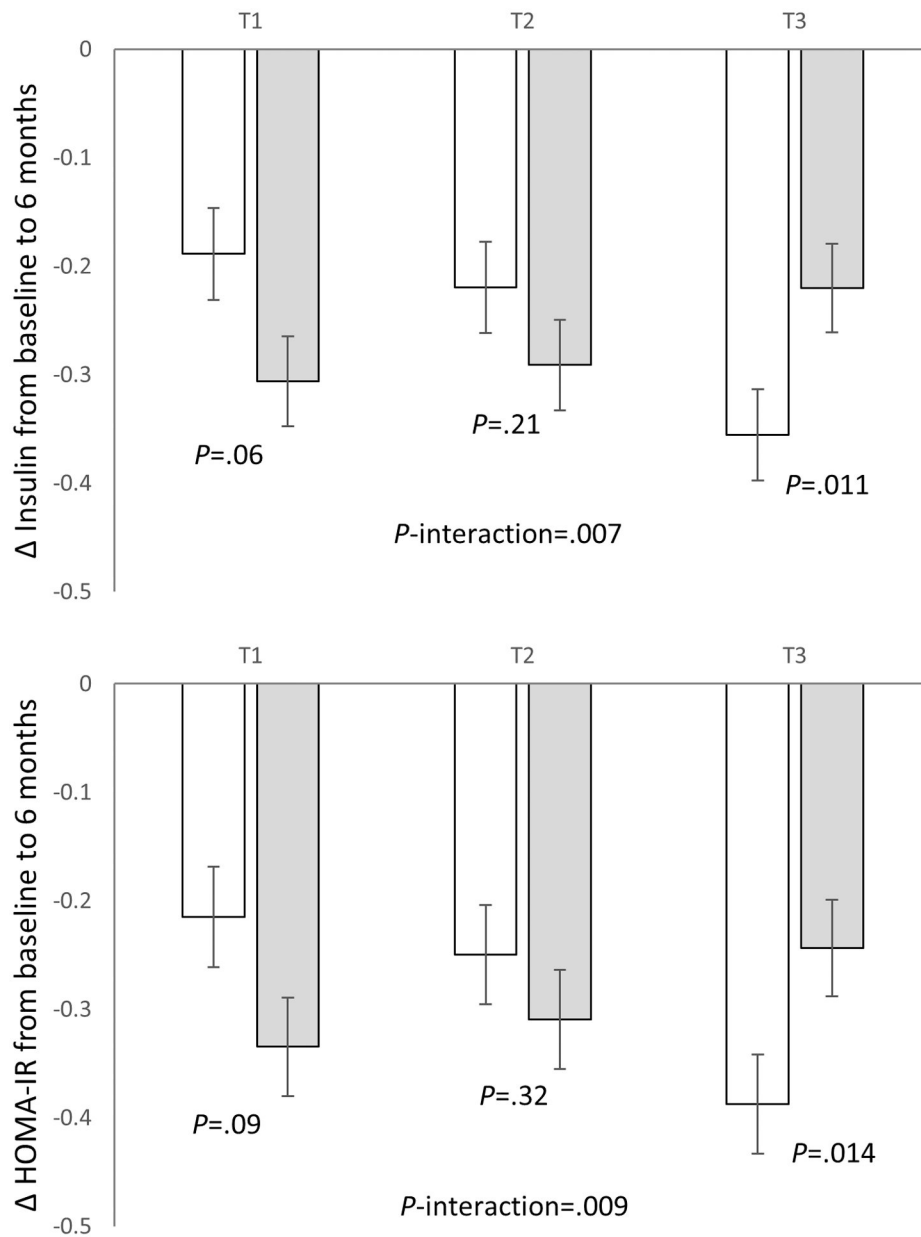 T1 T2 T3
0
-0.1
-0.2
-0.3
-0.4
-0.5
Δ Insulin from baseline to 6 months
P=.06
P=.21
P=.011
P-interaction=.007
T1 T2 T3
0
-0.1
-0.2
-0.3
-0.4
-0.5
Δ HOMA-IR from baseline to 6 months
P=.09
P=.32
P=.014
P-interaction=.009